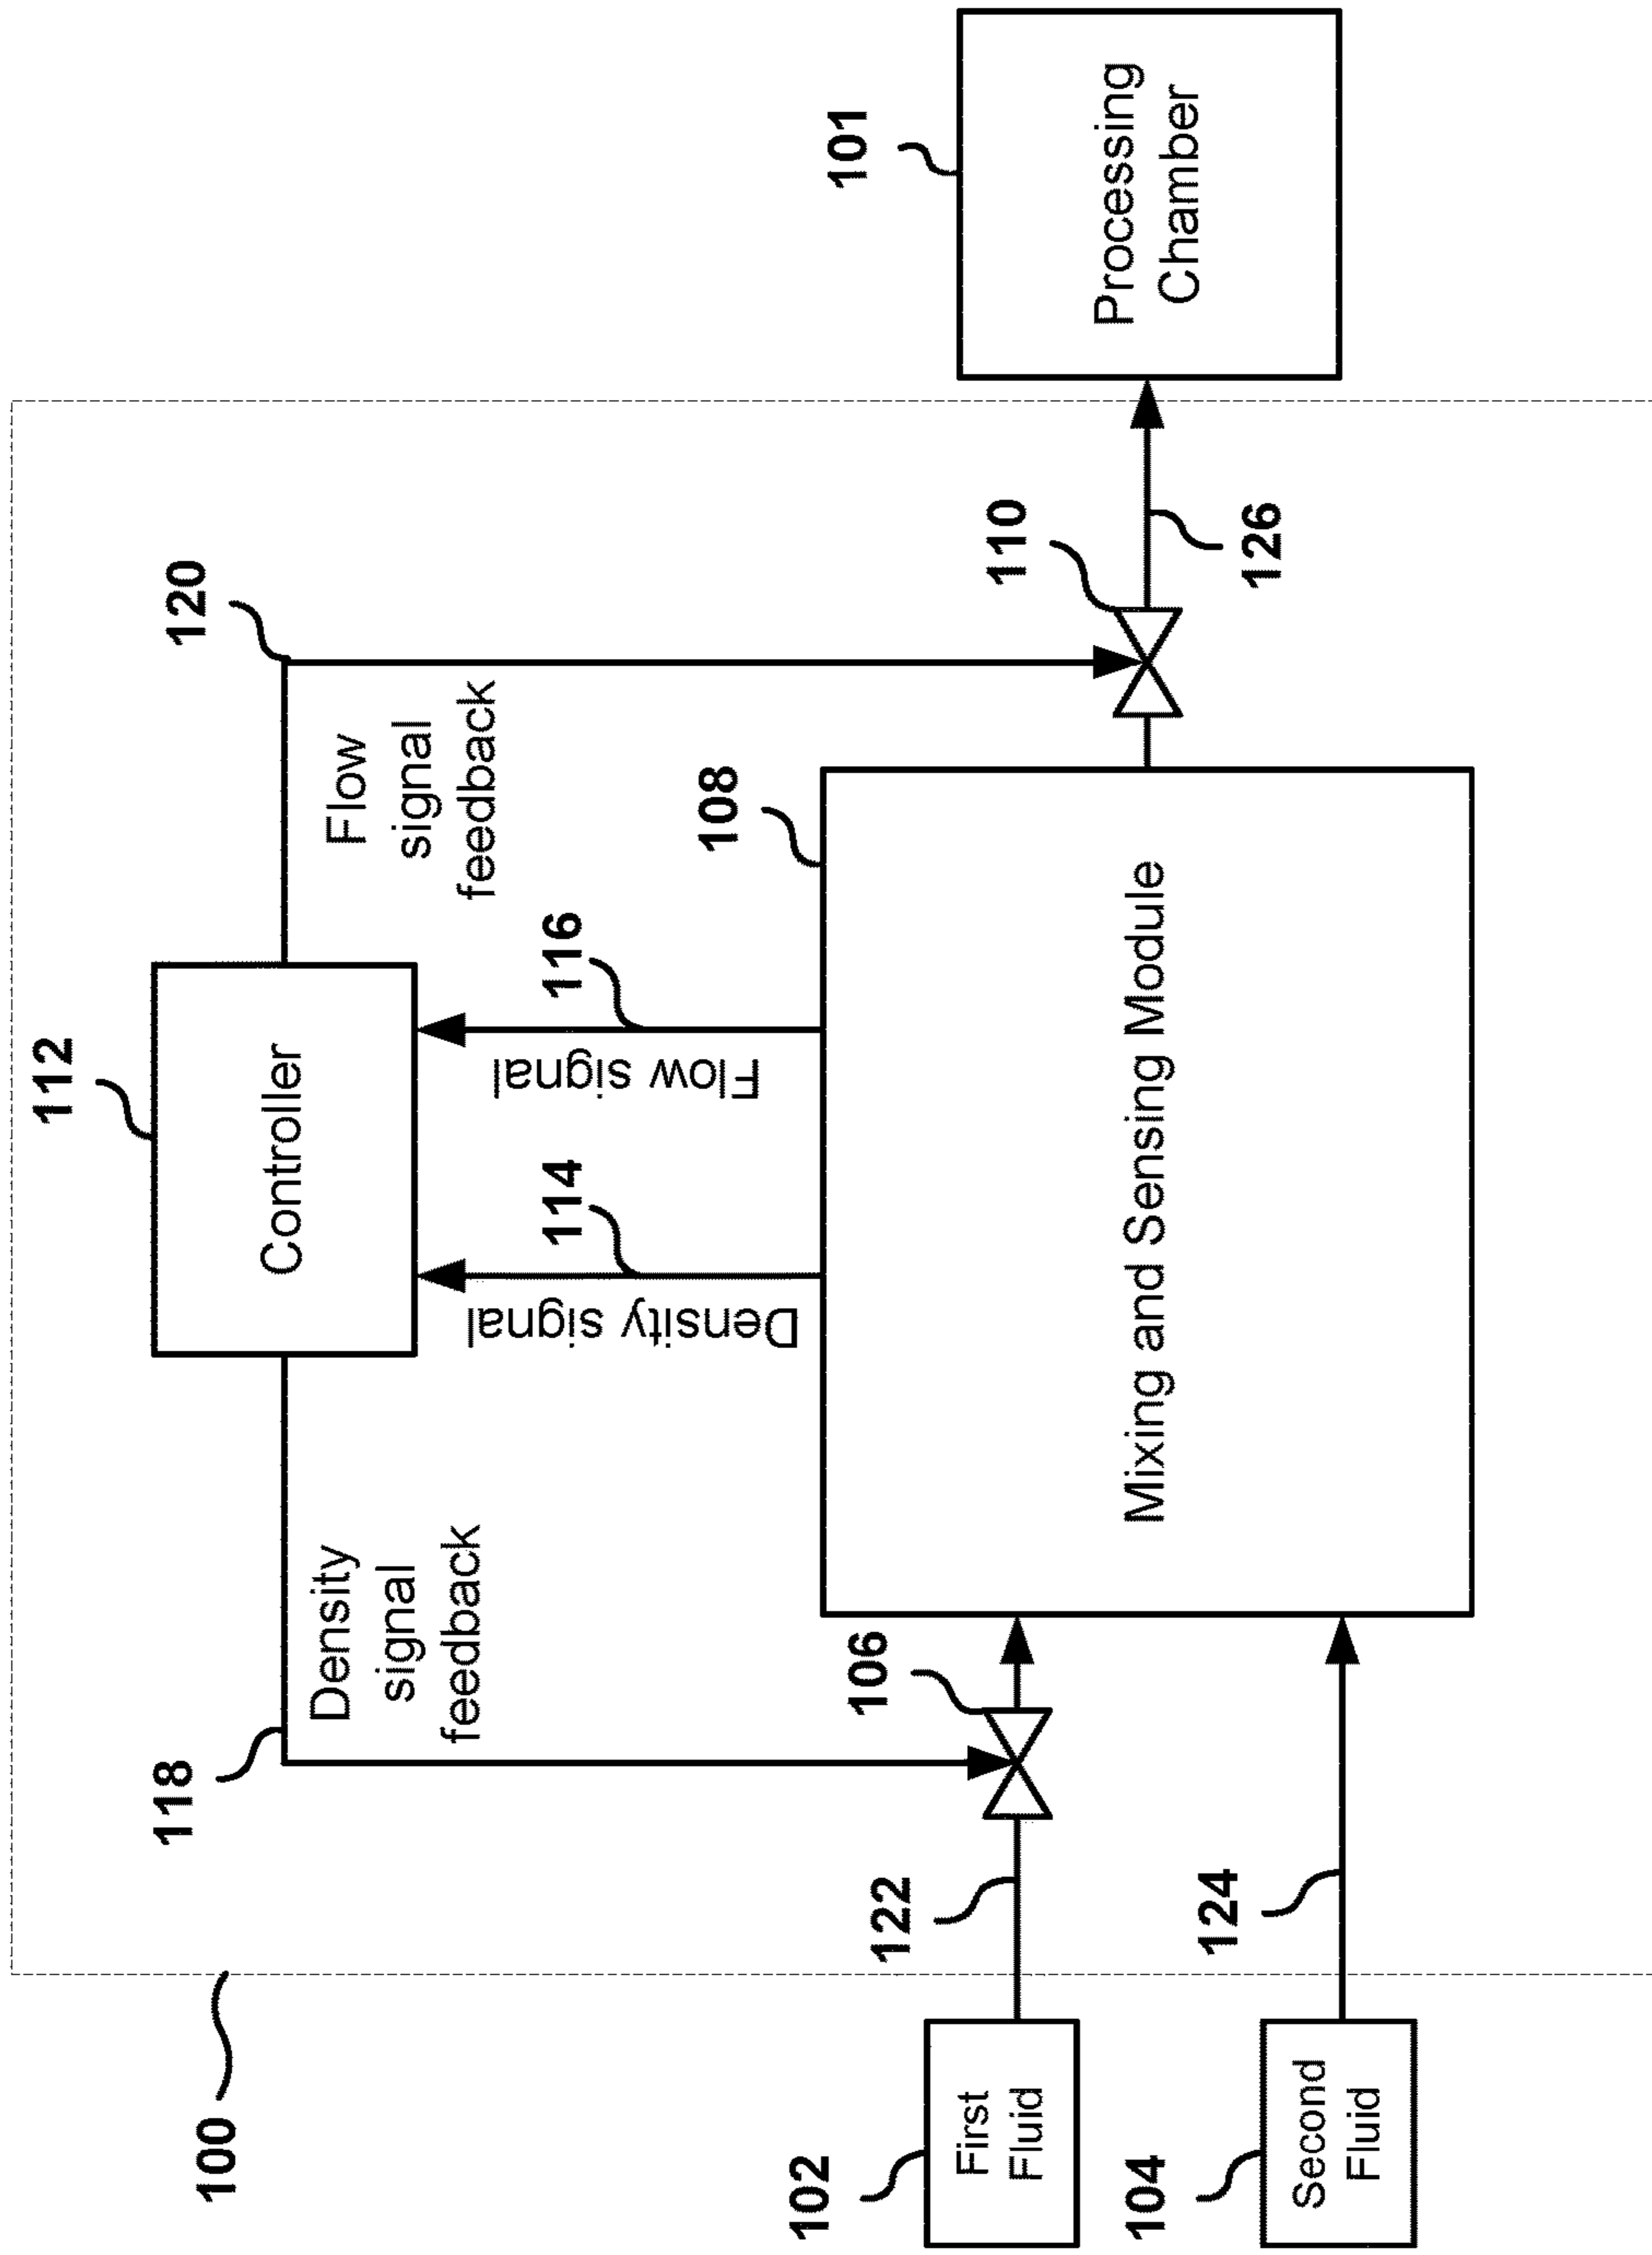 100
112
Controller
118
Density
signal
feedback
120
Flow
signal
feedback
114
Density signal
116
Flow signal
108
Mixing and Sensing Module
106
110
126
101
Processing
Chamber
102
First
Fluid
122
104
Second
Fluid
124